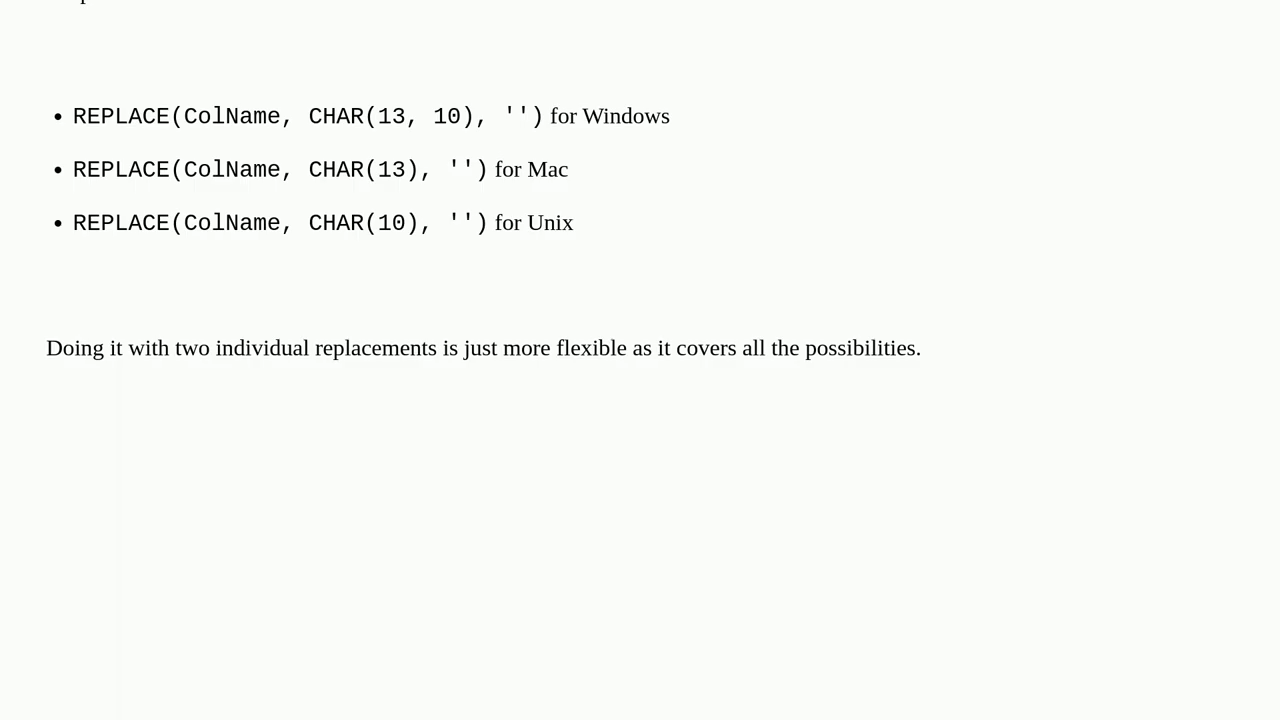 • REPLACE(ColName, CHAR(13, 10), '') for Windows
• REPLACE(ColName, CHAR(13), '') for Mac
• REPLACE(ColName, CHAR(10), '') for Unix
Doing it with two individual replacements is just more flexible as it covers all the possibilities.